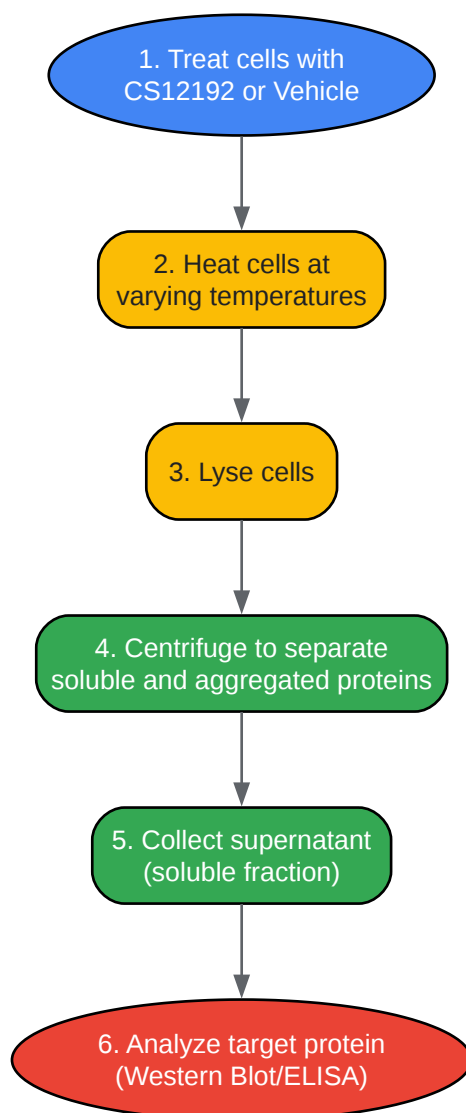 1. Treat cells with
CS12192 or Vehicle
2. Heat cells at
varying temperatures
3. Lyse cells
4. Centrifuge to separate
soluble and aggregated proteins
5. Collect supernatant
(soluble fraction)
6. Analyze target protein
(Western Blot/ELISA)